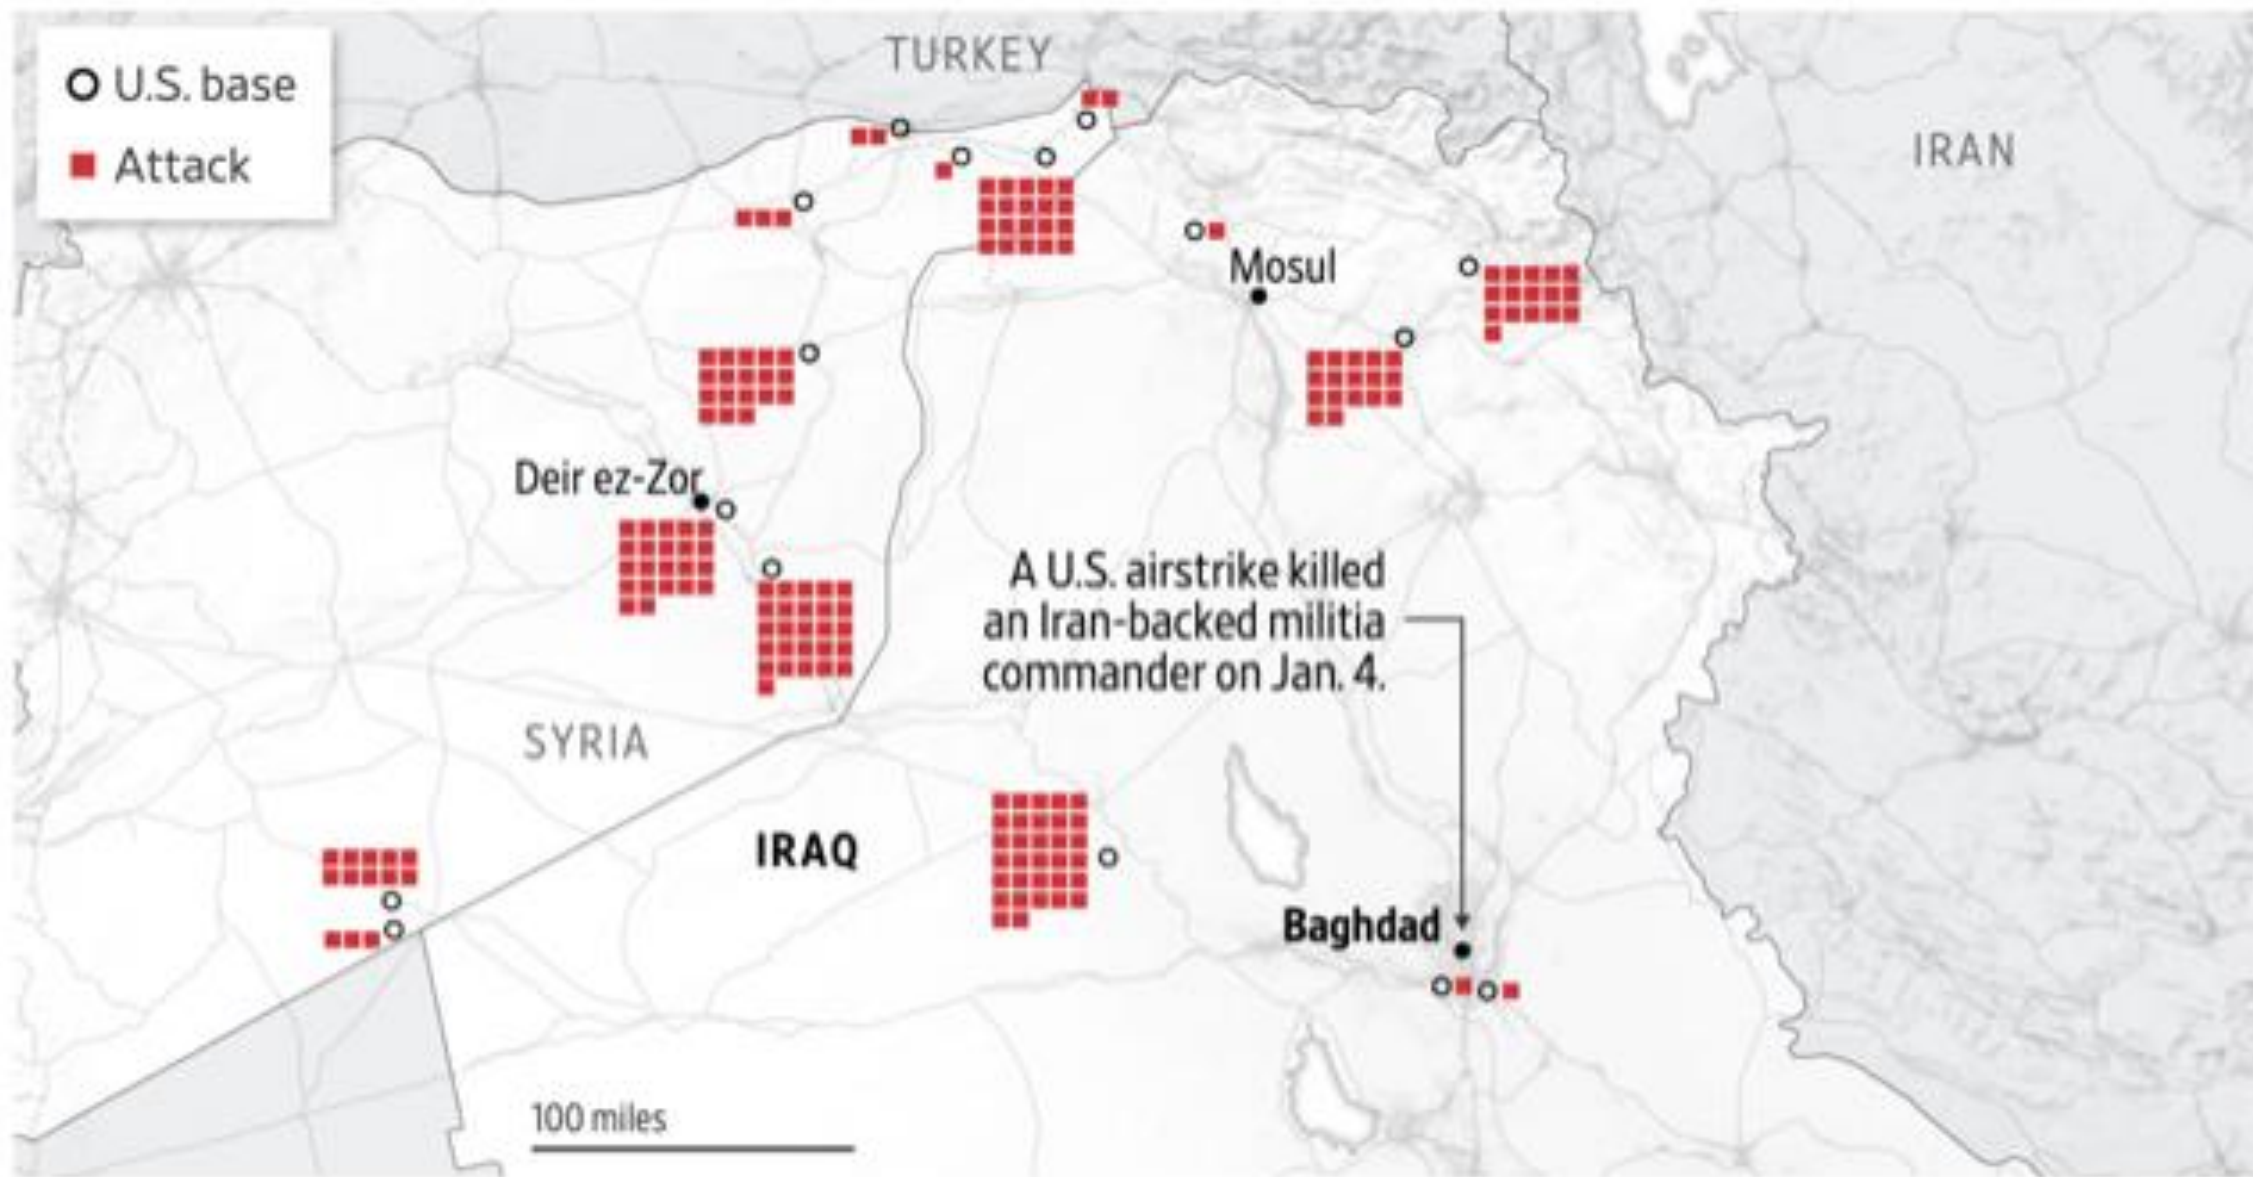 U.S. base
Attack
TURKEY
IRAN
Mosul
Deir ez-Zor
A U.S. airstrike killed
an Iran-backed militia
commander on Jan. 4.
SYRIA
IRAQ
Baghdad
100 miles